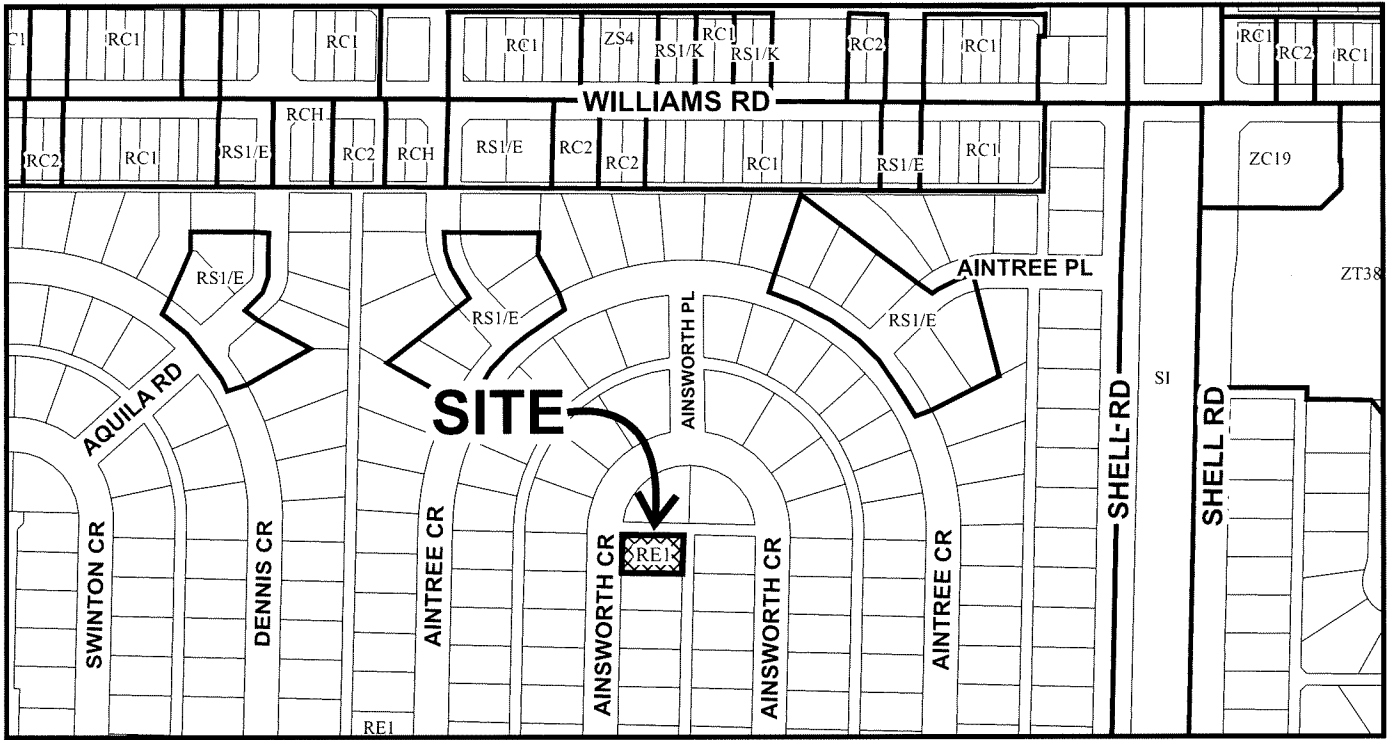 C1
RC1
RC1
RC1
ZS4
RS1/K
RC1
RS1/K
RC2
RC1
RC1
RC2
RC1
WILLIAMS RD
RC2
RC1
RS1/E
RCH
RC2
RCH
RS1/E
RC2
RC2
RC1
RS1/E
RC1
ZC19
RS1/E
RS1/E
RS1/E
AINTREE PL
ZT38
AINSWORTH PL
AQUILA RD
SITE
SHELL RD
SI
SHELL RD
RE1
SWINTON CR
DENNIS CR
AINTREE CR
AINSWORTH CR
AINSWORTH CR
AINTREE CR
RE1